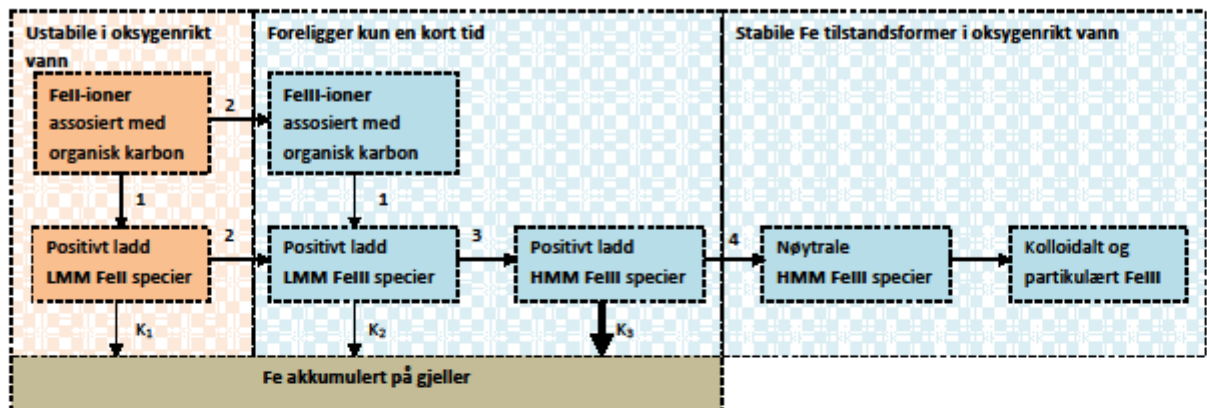 Ustabile i oksygenrikt
vann
Foreligger kun en kort tid
Stabile Fe tilstandsformer i oksygenrikt vann
FeII-ioner
assosiert med
organisk karbon
2
FeIII-ioner
assosiert med
organisk karbon
1
1
Positivt ladd
LMM FeII specier
2
Positivt ladd
LMM FeIII specier
3
Positivt ladd
HMM FeIII specier
4
Nøytrale
HMM FeIII specier
Kolloidalt og
partikulært FeIII
K₁
K₂
K₃
Fe akkumulert på gjeller